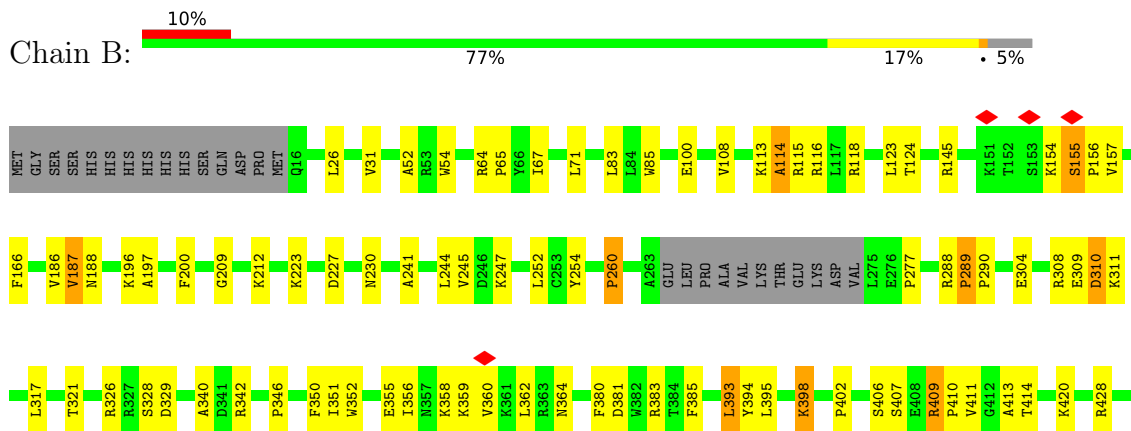 10%
Chain B:
77% 17% • 5%
MET GLY SER SER HIS HIS HIS HIS HIS HIS SER GLN ASP PRO MET Q16 L26 V31 A52 R53 W54 R64 P65 Y66 I67 L71 L83 L84 W85 E100 V108 K113 A114 R115 R116 L117 R118 L123 T124 R145 K151 T152 S153 K154 S155 P156 V157
F166 V186 V187 N188 K196 A197 F200 G209 K212 K223 D227 N230 A241 L244 V245 D246 K247 L252 C253 Y254 P260 A263 GLU LEU PRO ALA VAL LYS THR GLU LYS ASP VAL L275 E276 P277 R288 P289 P290 E304 R308 E309 D310 K311
L317 T321 R326 R327 S328 D329 A340 D341 R342 P346 F350 I351 W352 E355 I356 N357 K358 K359 V360 K361 L362 R363 N364 F380 D381 W382 R383 T384 F385 L393 Y394 L395 K398 P402 S406 S407 E408 R409 P410 V411 G412 A413 T414 K420 R428